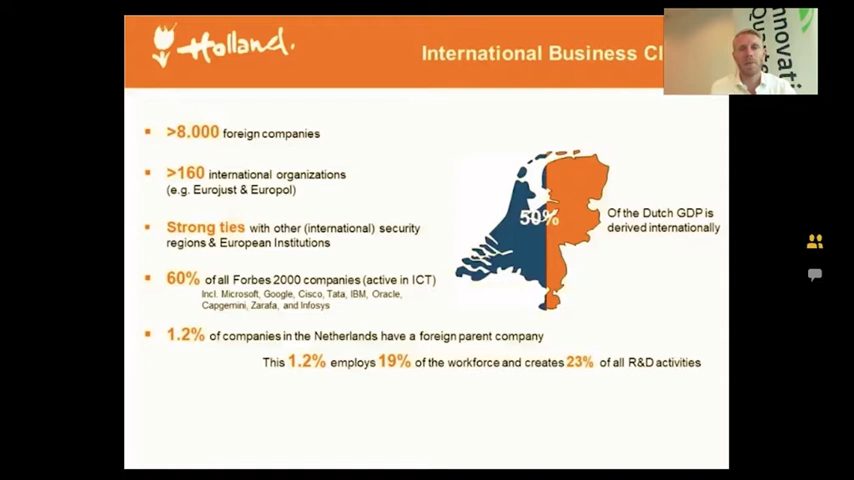 Holland.
International Business Cl
>8.000 foreign companies
>160 international organizations
(e.g. Eurojust & Europol)
Strong ties with other (international) security
regions & European Institutions
60% of all Forbes 2000 companies (active in ICT)
Incl. Microsoft, Google, Cisco, Tata, IBM, Oracle,
Capgemini, Zarafa, and Infosys
1.2% of companies in the Netherlands have a foreign parent company
This 1.2% employs 19% of the workforce and creates 23% of all R&D activities
50%
Of the Dutch GDP is
derived internationally
nnovati
Quarte